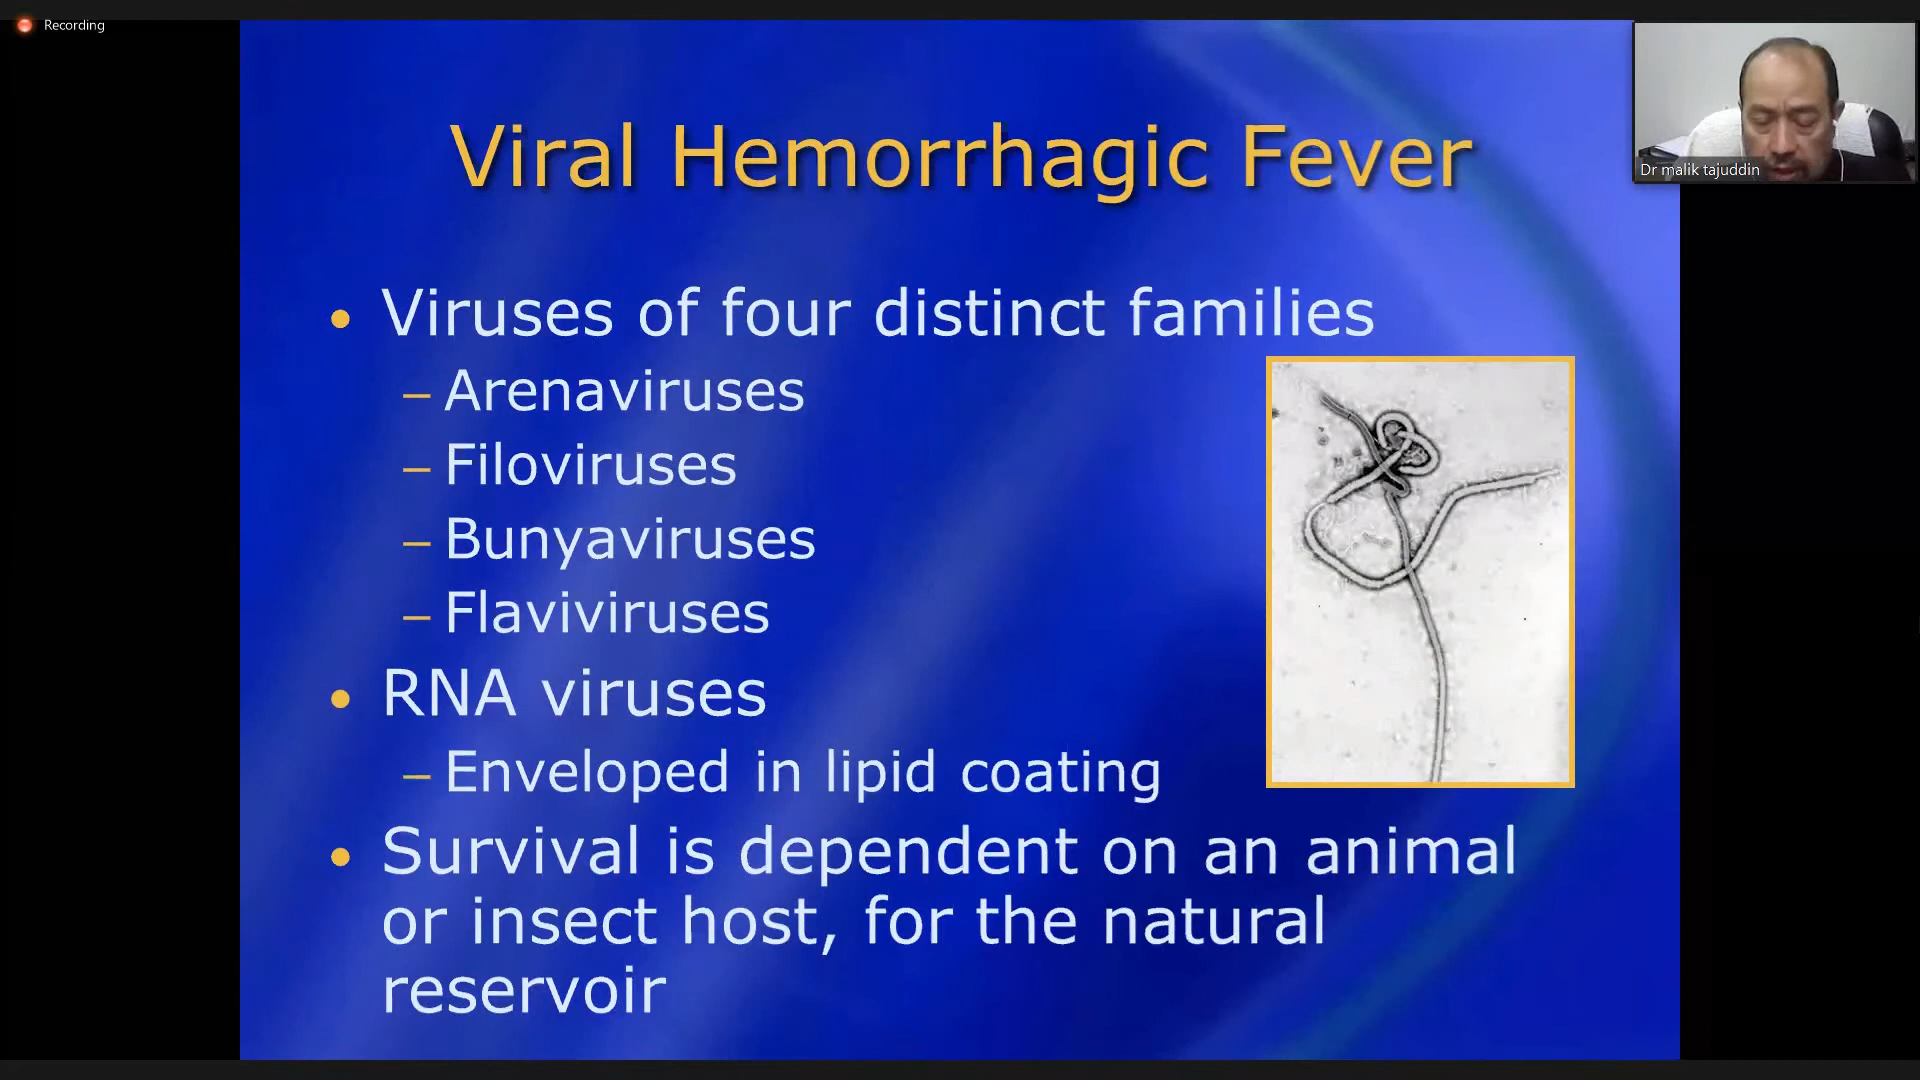 Recording
Dr malik tajuddin
Viral Hemorrhagic Fever
• Viruses of four distinct families
– Arenaviruses
– Filoviruses
– Bunyaviruses
– Flaviviruses
• RNA viruses
– Enveloped in lipid coating
• Survival is dependent on an animal
or insect host, for the natural
reservoir